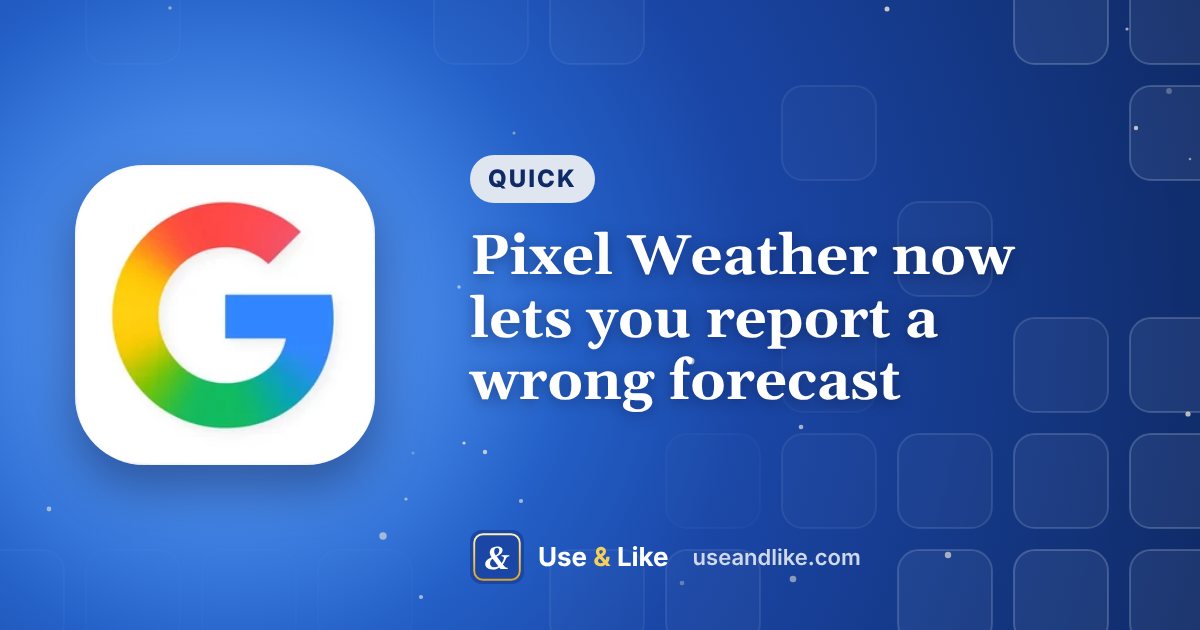 QUICK
Pixel Weather now
lets you report a
wrong forecast
& Use & Like useandlike.com